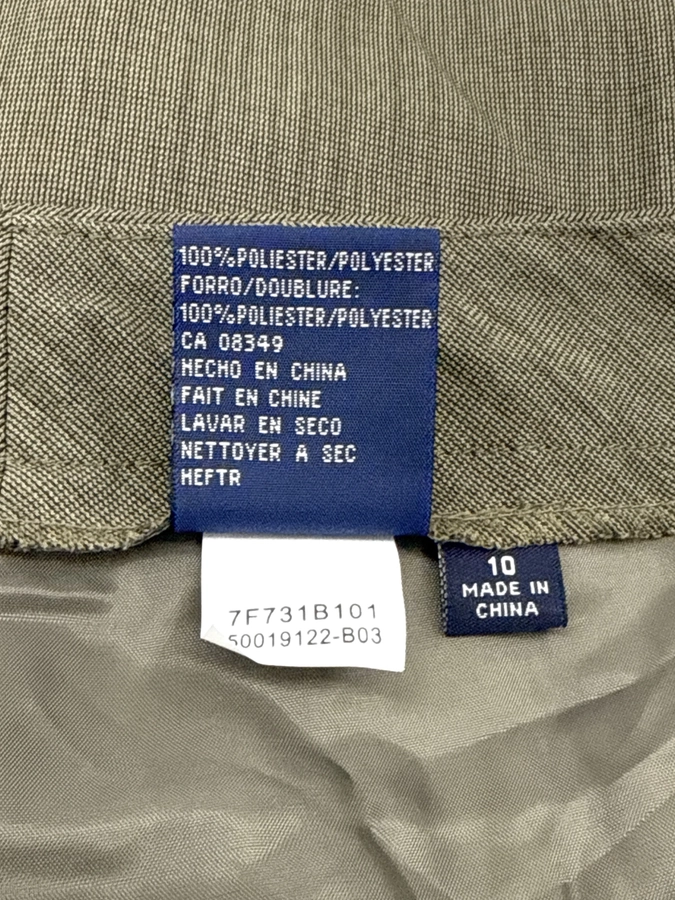 100%POLIESTER/POLYESTER
FORRO/DOUBLURE:
100%POLIESTER/POLYESTER
CA 08349
HECHO EN CHINA
FAIT EN CHINE
LAVAR EN SECO
NETTOYER A SEC
HEFTR
7F731B101
50019122-B03
10
MADE IN
CHINA